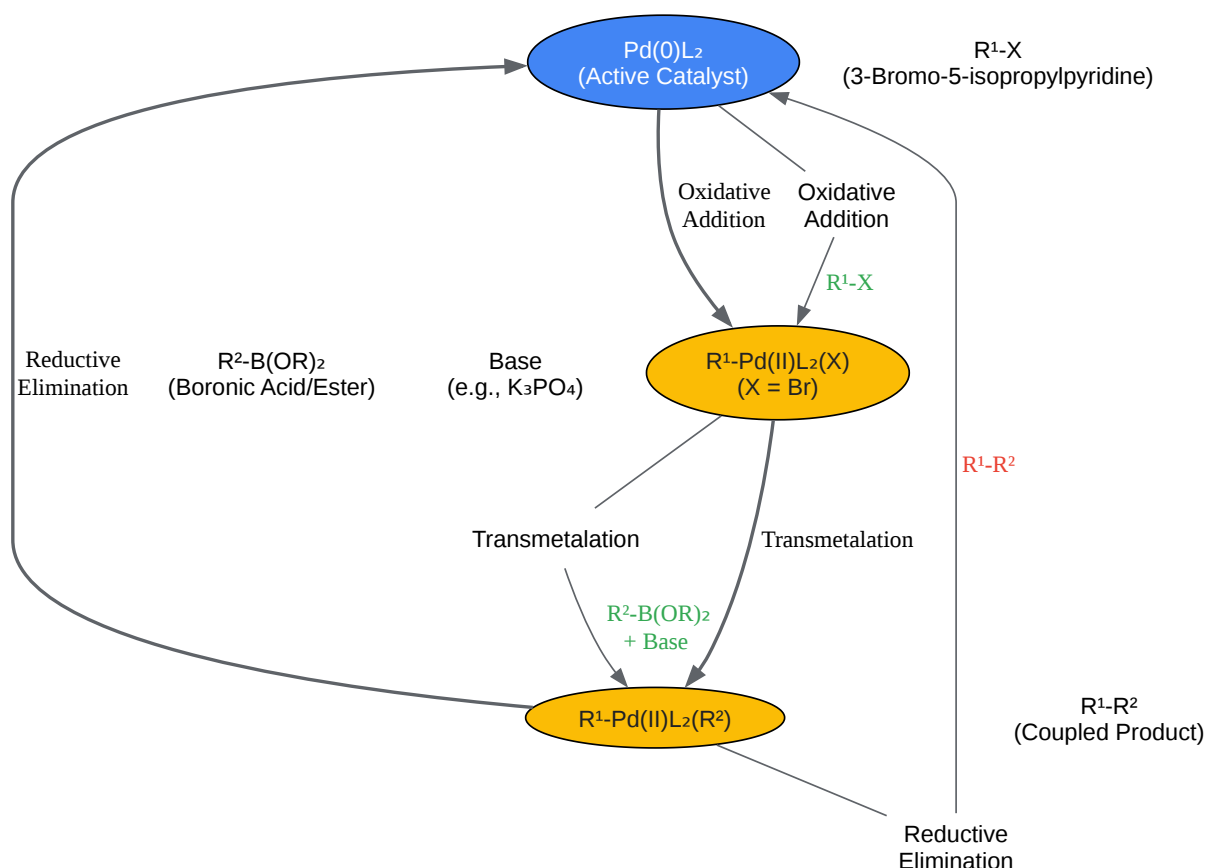 Pd(0)L₂
(Active Catalyst)
R¹-X
(3-Bromo-5-isopropylpyridine)
Oxidative
Addition
Oxidative
Addition
R¹-X
Reductive
Elimination
R²-B(OR)₂
(Boronic Acid/Ester)
Base
(e.g., K₃PO₄)
R¹-Pd(II)L₂(X)
(X = Br)
R¹-R²
Transmetalation
Transmetalation
R²-B(OR)₂
+ Base
R¹-Pd(II)L₂(R²)
R¹-R²
(Coupled Product)
Reductive
Elimination